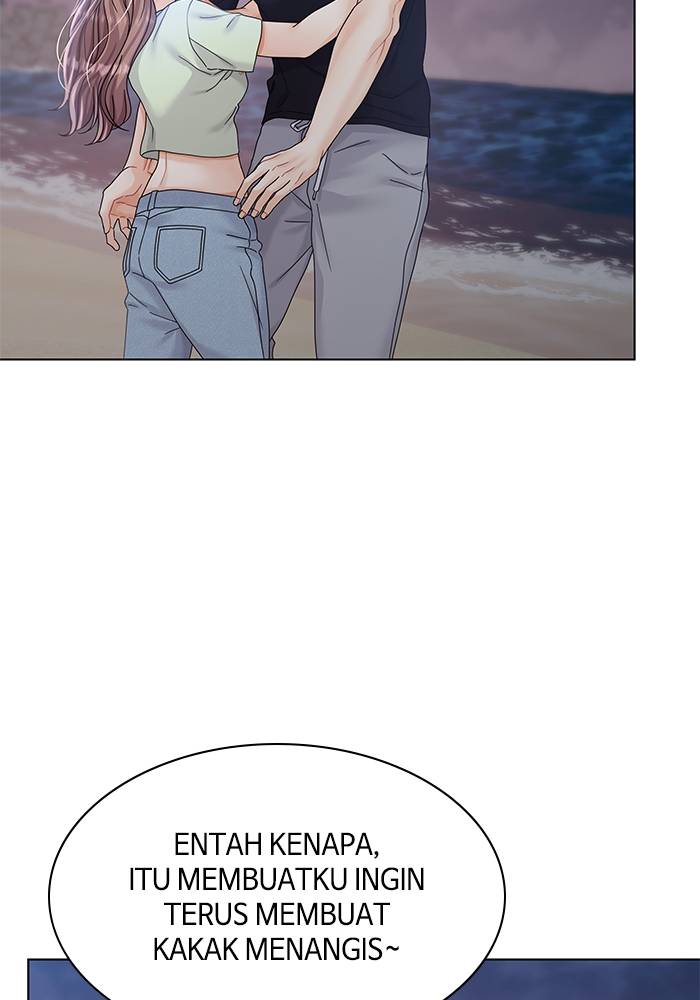 ENTAH KENAPA,
ITU MEMBUATKU INGIN
TERUS MEMBUAT
KAKAK MENANGIS~